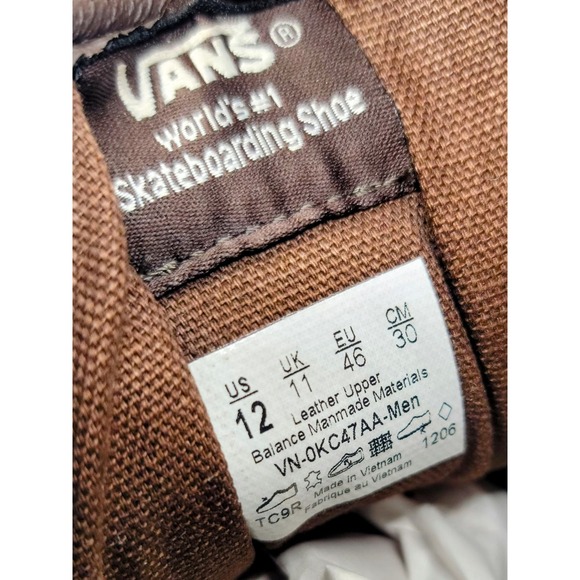 VANS®
World's #1
Skateboarding Shoe
US UK EU CM
12 11 46 30
Leather Upper
Balance Manmade Materials
VN-0KC47AA-Men
TC9R Made in Vietnam 1206
Fabrique au Vietnam